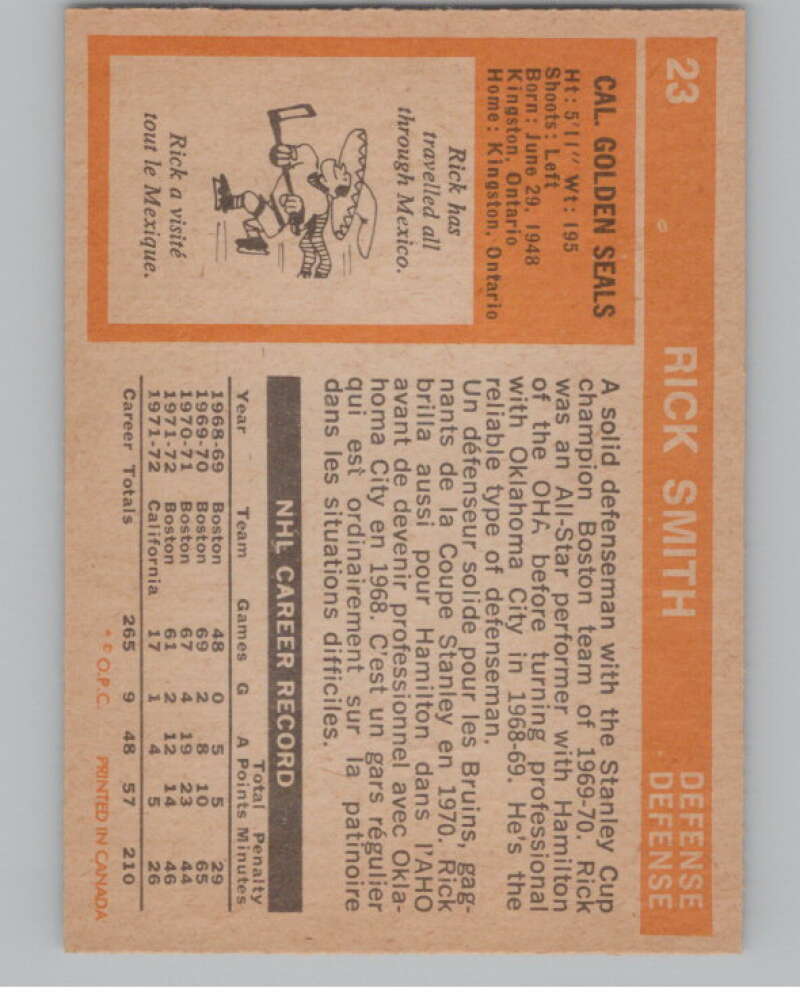 23 RICK SMITH DEFENSE
DEFENSE
CAL. GOLDEN SEALS
Ht: 5'11" Wt: 195
Shoots: Left
Born: June 29, 1948
Kingston, Ontario
Home: Kingston, Ontario
Rick has
travelled all
through Mexico.
Rick a visité
tout le Mexique.
A solid defenseman with the Stanley Cup
champion Boston team of 1969-70. Rick
was an All-Star performer with Hamilton
of the OHA before turning professional
with Oklahoma City in 1968-69. He's the
reliable type of defenseman.
Un défenseur solide pour les Bruins, gag-
nants de la Coupe Stanley en 1970. Rick
brilla aussi pour Hamilton dans l'AHO
avant de devenir professionnel avec Okla-
homa City en 1968. C'est un gars régulier
qui est ordinairement sur la patinoire
dans les situations difficiles.
NHL CAREER RECORD
Total Penalty
Year Team Games G A Points Minutes
1968-69 Boston 48 0 5 5 29
1969-70 Boston 69 2 8 10 65
1970-71 Boston 67 4 19 23 44
1971-72 Boston 61 2 12 14 46
1971-72 California 17 1 4 5 26
Career Totals 265 9 48 57 210
* © O.P.C. PRINTED IN CANADA